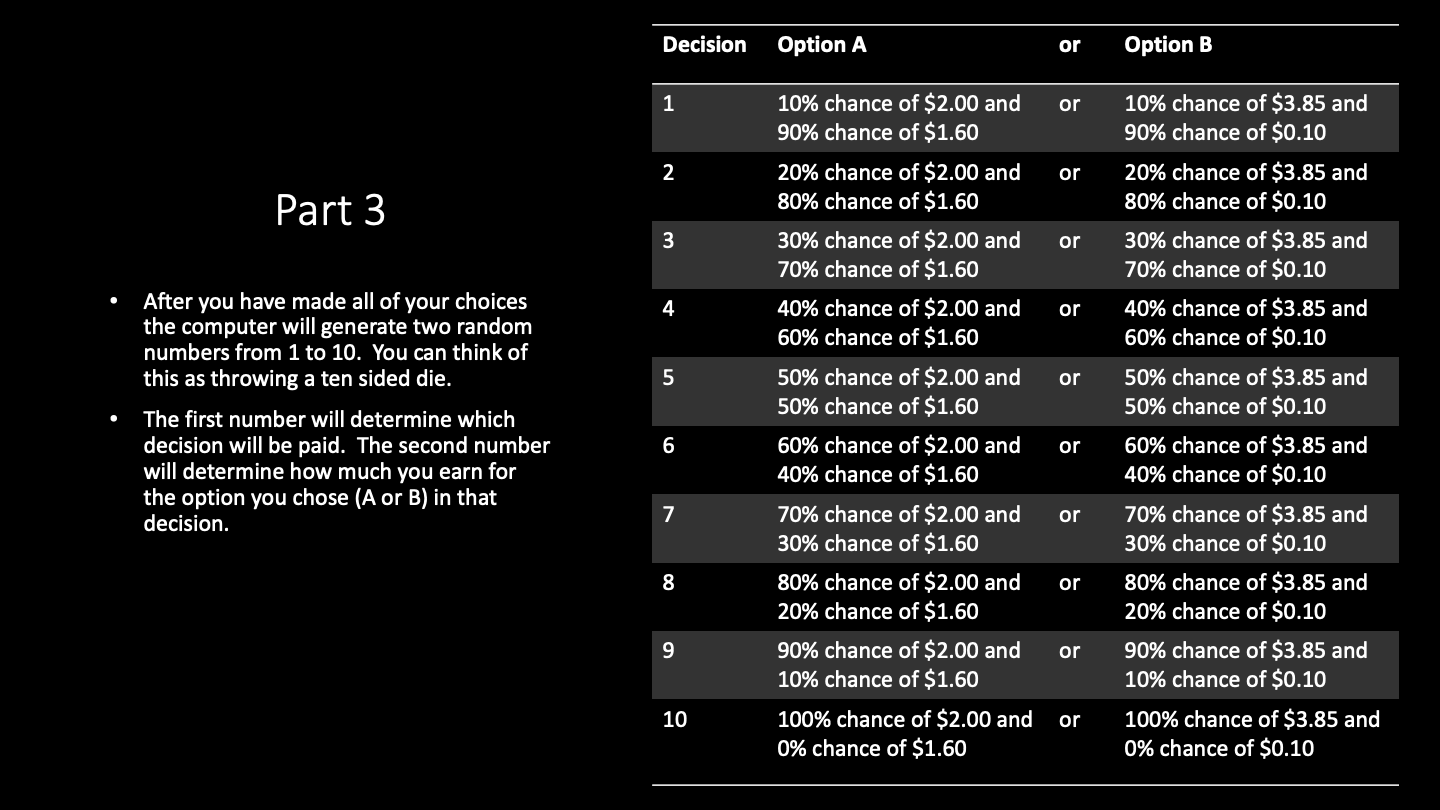 Part 3
• After you have made all of your choices
the computer will generate two random
numbers from 1 to 10.  You can think of
this as throwing a ten sided die.
• The first number will determine which
decision will be paid.  The second number
will determine how much you earn for
the option you chose (A or B) in that
decision.
Decision Option A or Option B
1 10% chance of $2.00 and or 10% chance of $3.85 and
90% chance of $1.60 90% chance of $0.10
2 20% chance of $2.00 and or 20% chance of $3.85 and
80% chance of $1.60 80% chance of $0.10
3 30% chance of $2.00 and or 30% chance of $3.85 and
70% chance of $1.60 70% chance of $0.10
4 40% chance of $2.00 and or 40% chance of $3.85 and
60% chance of $1.60 60% chance of $0.10
5 50% chance of $2.00 and or 50% chance of $3.85 and
50% chance of $1.60 50% chance of $0.10
6 60% chance of $2.00 and or 60% chance of $3.85 and
40% chance of $1.60 40% chance of $0.10
7 70% chance of $2.00 and or 70% chance of $3.85 and
30% chance of $1.60 30% chance of $0.10
8 80% chance of $2.00 and or 80% chance of $3.85 and
20% chance of $1.60 20% chance of $0.10
9 90% chance of $2.00 and or 90% chance of $3.85 and
10% chance of $1.60 10% chance of $0.10
10 100% chance of $2.00 and or 100% chance of $3.85 and
0% chance of $1.60 0% chance of $0.10